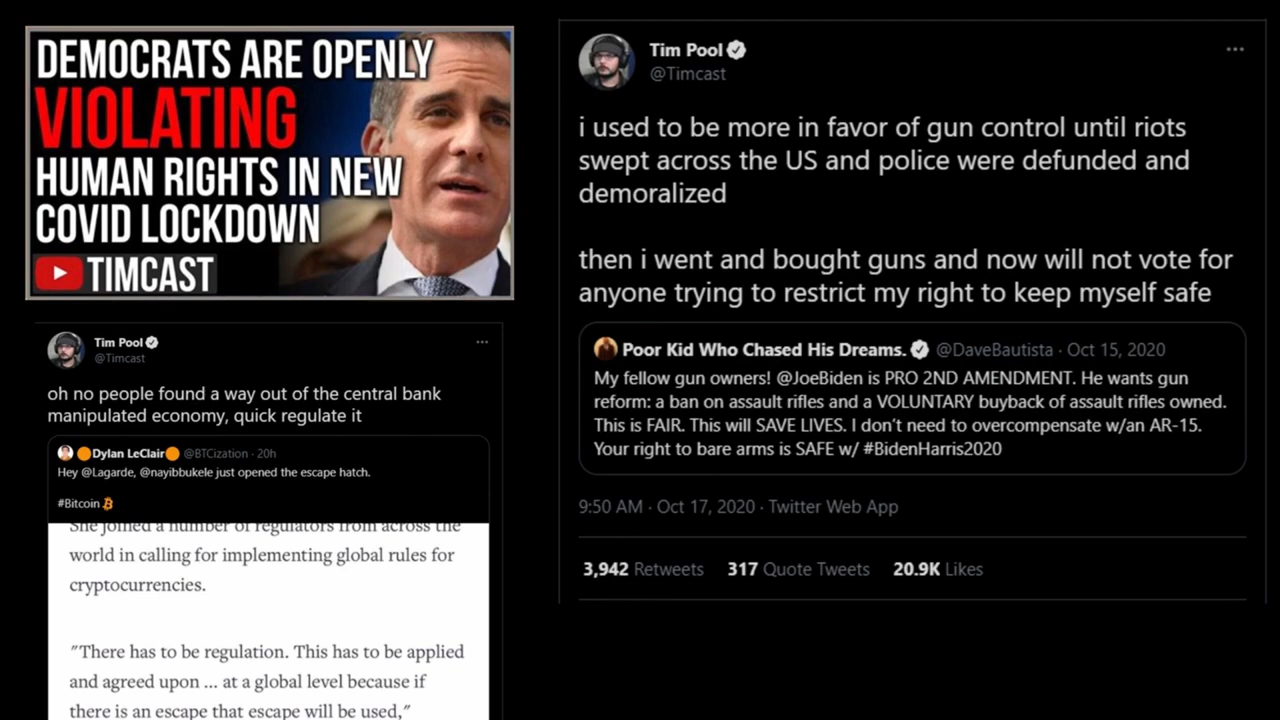 DEMOCRATS ARE OPENLY
VIOLATING
HUMAN RIGHTS IN NEW
COVID LOCKDOWN
TIMCAST
Tim Pool
@Timcast
oh no people found a way out of the central bank
manipulated economy, quick regulate it
Dylan LeClair @BTCization · 20h
Hey @Lagarde, @nayibbukele just opened the escape hatch.
#Bitcoin
She joined a number of regulators from across the
world in calling for implementing global rules for
cryptocurrencies.
"There has to be regulation. This has to be applied
and agreed upon ... at a global level because if
there is an escape that escape will be used,"
Tim Pool
@Timcast
i used to be more in favor of gun control until riots
swept across the US and police were defunded and
demoralized
then i went and bought guns and now will not vote for
anyone trying to restrict my right to keep myself safe
Poor Kid Who Chased His Dreams. @DaveBautista · Oct 15, 2020
My fellow gun owners! @JoeBiden is PRO 2ND AMENDMENT. He wants gun
reform: a ban on assault rifles and a VOLUNTARY buyback of assault rifles owned.
This is FAIR. This will SAVE LIVES. I don't need to overcompensate w/an AR-15.
Your right to bare arms is SAFE w/ #BidenHarris2020
9:50 AM · Oct 17, 2020 · Twitter Web App
3,942 Retweets 317 Quote Tweets 20.9K Likes